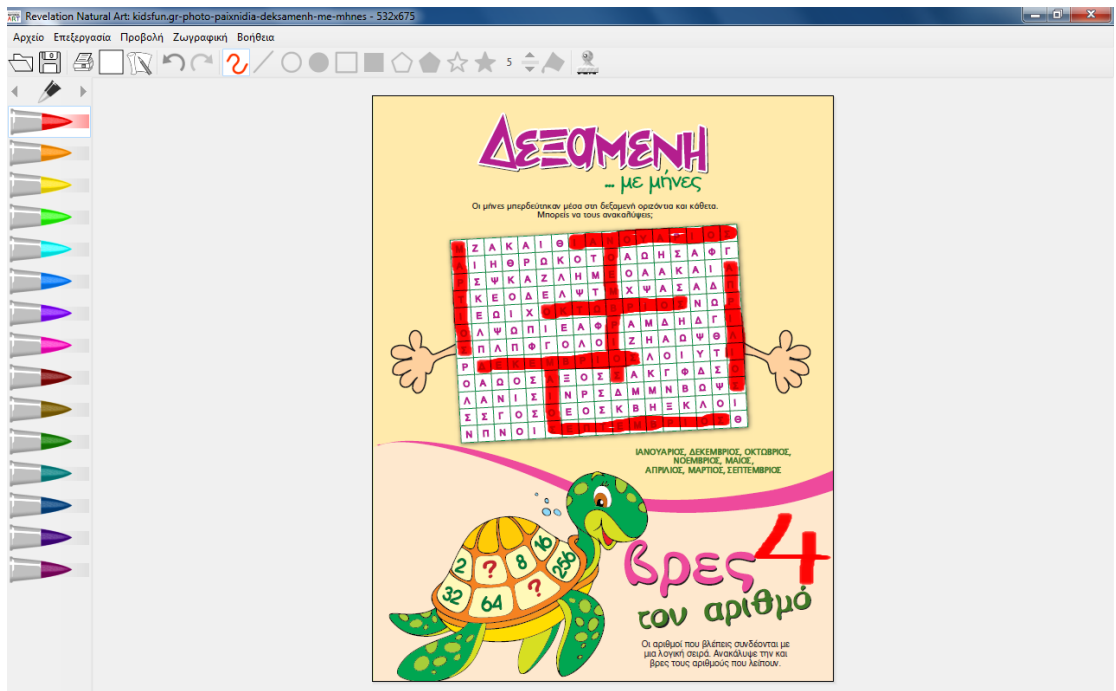 Revelation Natural Art: kidsfun.gr-photo-paixnidia-deksamenh-me-mhnes - 532x675
Αρχείο Επεξεργασία Προβολή Ζωγραφική Βοήθεια
5
ΔΕΞΑΜΕΝΗ
... με μήνες
Οι μήνες μπερδεύτηκαν μέσα στη δεξαμενή οριζόντια και κάθετα.
Μπορείς να τους ανακαλύψεις;
Μ Ζ Α Κ Α Ι Θ Ι Α Ν Ο Υ Α Ρ Ι Ο Σ
Α Ι Η Θ Ρ Ω Κ Ο Τ Ο Α Ω Η Σ Α Φ Γ
Ρ Σ Ψ Κ Α Ζ Λ Η Μ Ε Ο Α Α Κ Α Ι Α
Τ Κ Ε Ο Δ Ε Λ Ψ Τ Μ Χ Ψ Α Σ Α Δ Π
Ι Ε Ω Ι Χ Ο Κ Τ Ω Β Ρ Ι Ο Σ Ν Ω Ρ
Ο Λ Ψ Ω Π Ι Ε Α Φ Ρ Α Μ Δ Η Δ Γ Ι
Σ Π Λ Π Φ Γ Ο Λ Ο Ι Ζ Η Α Ω Ψ Θ Λ
Ρ Δ Ε Κ Ε Μ Β Ρ Ι Ο Σ Λ Ο Ι Υ Τ Ι
Ο Α Ω Ο Σ Α Ξ Ο Σ Σ Α Κ Γ Φ Δ Σ Ο
Λ Α Ν Ι Σ Ι Ν Ρ Σ Δ Μ Μ Ν Β Ω Ψ Σ
Σ Σ Γ Ο Σ Ο Ε Ο Σ Κ Β Η Ξ Κ Λ Ο Ι
Ν Π Ν Ο Ι Σ Ε Π Τ Ε Μ Β Ρ Ι Ο Σ Θ
ΙΑΝΟΥΑΡΙΟΣ, ΔΕΚΕΜΒΡΙΟΣ, ΟΚΤΩΒΡΙΟΣ,
ΝΟΕΜΒΡΙΟΣ, ΜΑΙΟΣ,
ΑΠΡΙΛΙΟΣ, ΜΑΡΤΙΟΣ, ΣΕΠΤΕΜΒΡΙΟΣ
2 ? 8 16
32 64 ? 256
βρες 4
τον αριθμό
Οι αριθμοί που βλέπεις συνδέονται με
μια λογική σειρά. Ανακάλυψε την και
βρες τους αριθμούς που λείπουν.